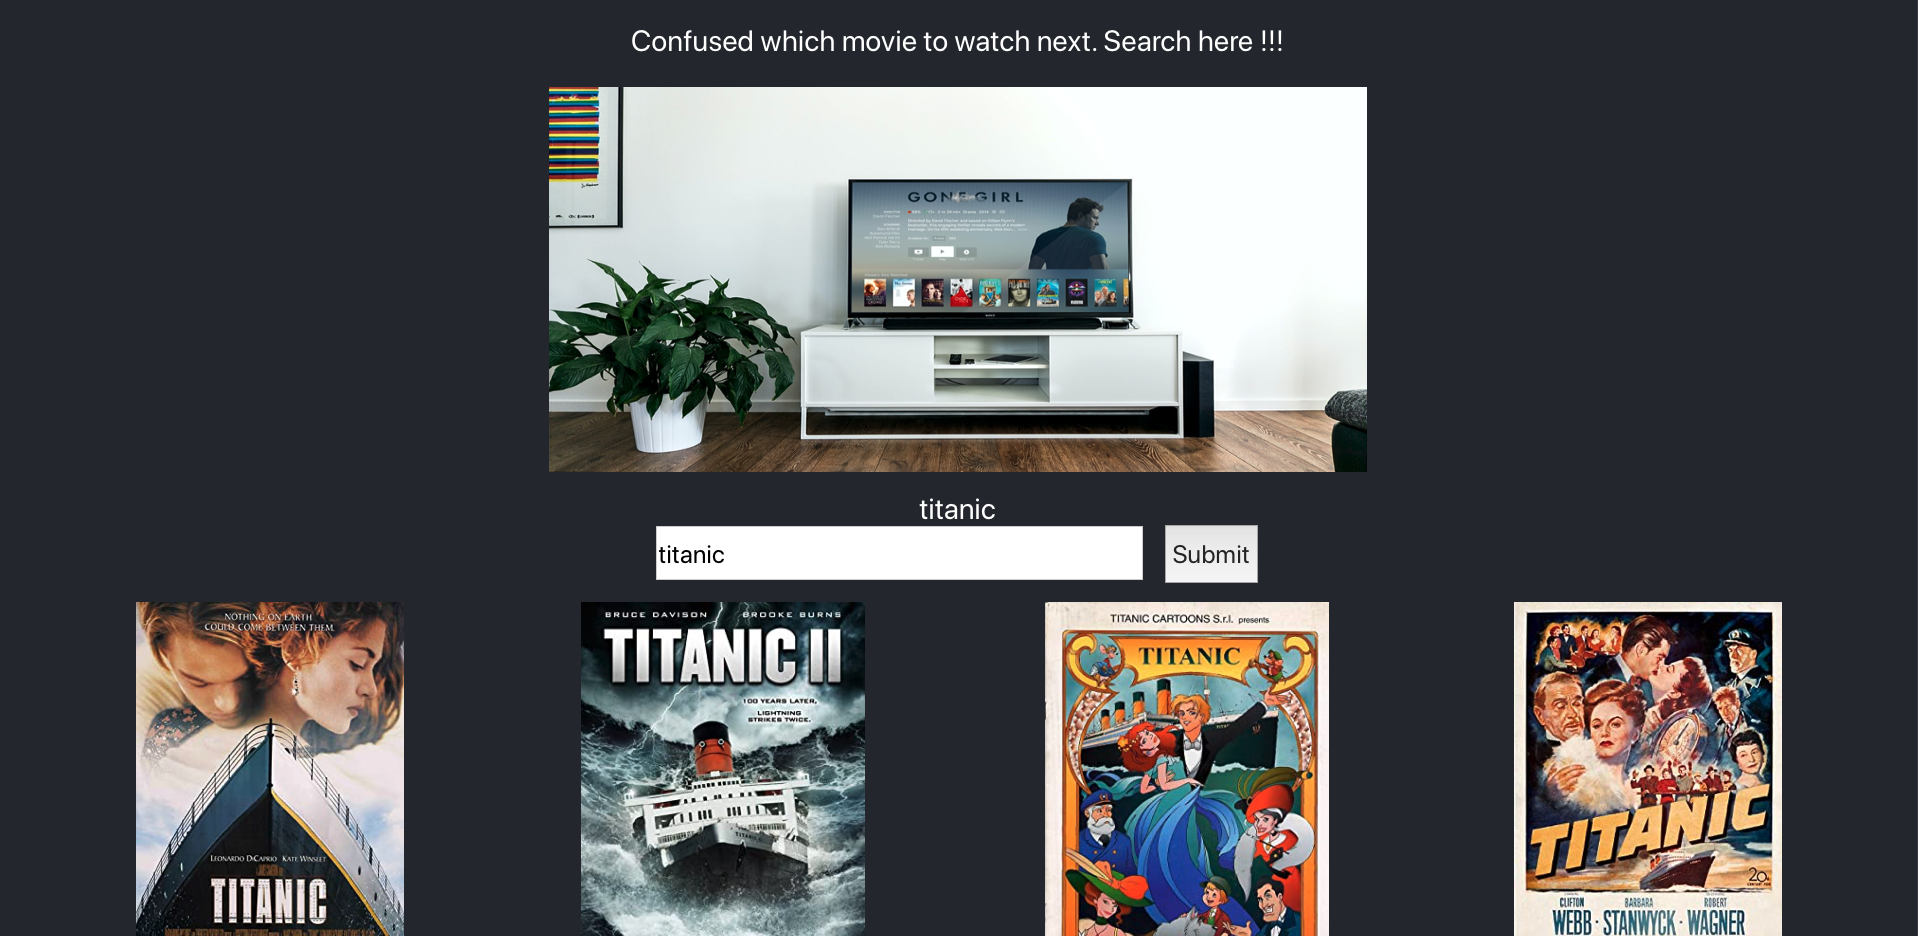 Confused which movie to watch next. Search here !!!
GONE GIRL
titanic
titanic
Submit
NOTHING ON EARTH
COULD COME BETWEEN THEM.
LEONARDO DICAPRIO KATE WINSLET
TITANIC
BRUCE DAVISON BROOKE BURNS
TITANIC II
100 YEARS LATER,
LIGHTNING
STRIKES TWICE.
TITANIC CARTOONS S.r.l. presents
TITANIC
TITANIC
CLIFTON BARBARA ROBERT
WEBB · STANWYCK · WAGNER